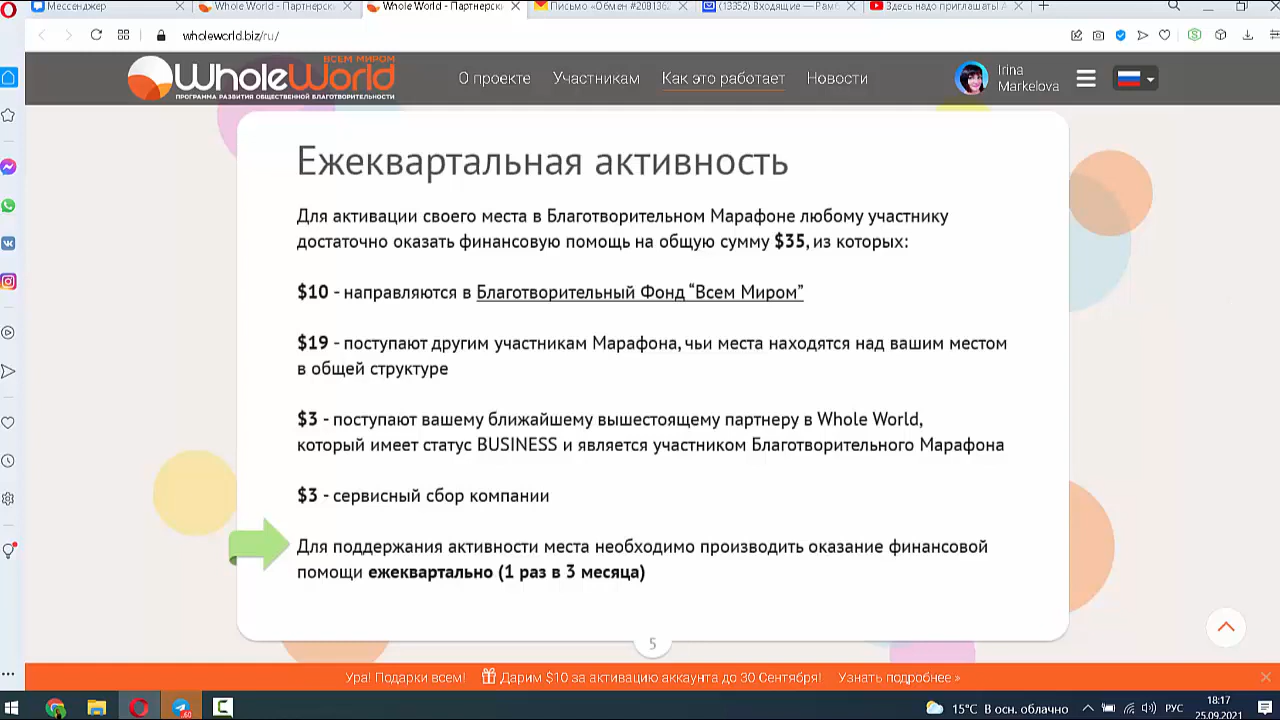 Мессенджер
Whole World - Партнерск
Whole World - Партнерск
Письмо «Обмен #208136
(13352) Входящие — Рам
Здесь надо приглашать! А
wholeworld.biz/ru/
ВСЕМ МИРОМ
WHOLEWORLD
ПРОГРАММА РАЗВИТИЯ ОБЩЕСТВЕННОЙ БЛАГОТВОРИТЕЛЬНОСТИ
О проекте
Участникам
Как это работает
Новости
Irina
Markelova
Ежеквартальная активность
Для активации своего места в Благотворительном Марафоне любому участнику
достаточно оказать финансовую помощь на общую сумму $35, из которых:
$10 - направляются в Благотворительный Фонд “Всем Миром”
$19 - поступают другим участникам Марафона, чьи места находятся над вашим местом
в общей структуре
$3 - поступают вашему ближайшему вышестоящему партнеру в Whole World,
который имеет статус BUSINESS и является участником Благотворительного Марафона
$3 - сервисный сбор компании
Для поддержания активности места необходимо производить оказание финансовой
помощи ежеквартально (1 раз в 3 месяца)
5
Ура! Подарки всем! Дарим $10 за активацию аккаунта до 30 Сентября! Узнать подробнее »
60
15°C В осн. облачно
РУС
18:17
25.09.2021